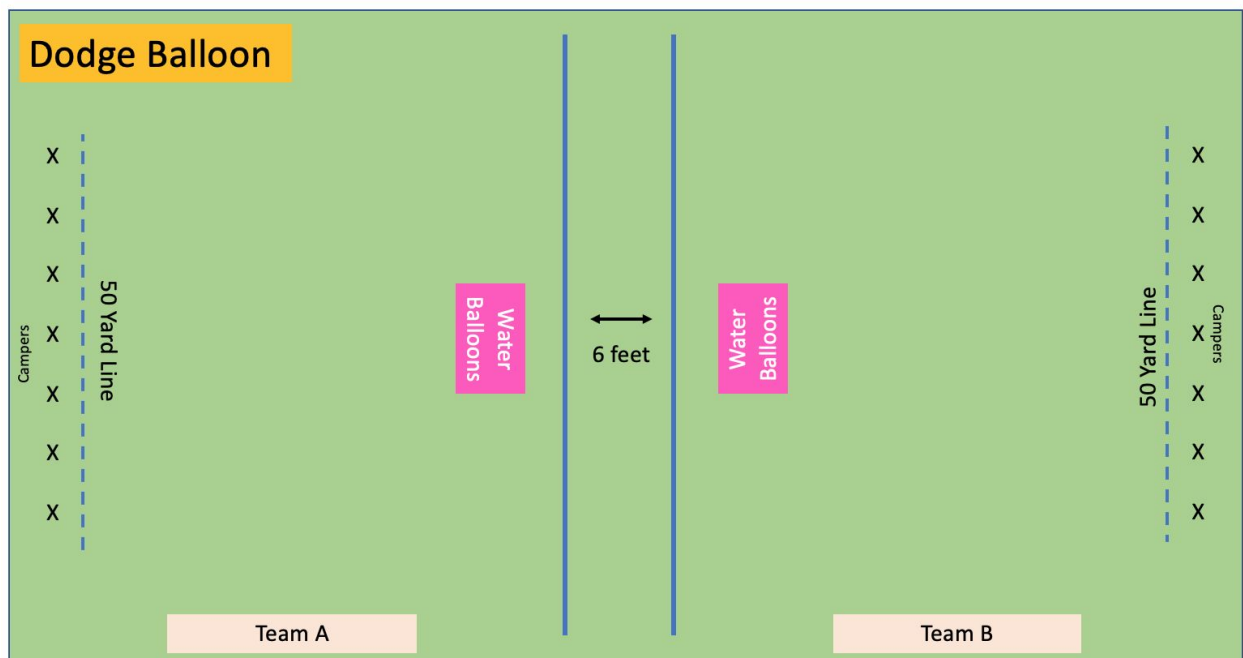 Dodge Balloon
X
X
X
X
X
X
X
Campers
50 Yard Line
Water
Balloons
6 feet
Water
Balloons
50 Yard Line
X
X
X
X
X
X
X
Campers
Team A
Team B